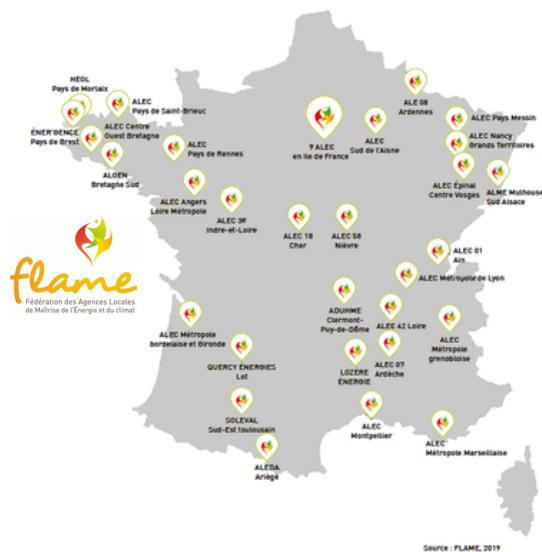 HEOL
Pays de Morlaix
ALEC
Pays de Saint-Brieuc
ENER'GENCE
Pays de Brest
ALEC Centre
Ouest Bretagne
ALOEN
Bretagne Sud
ALEC
Pays de Rennes
9 ALEC
en Ile de France
ALEC
Sud de l'Aisne
ALE 08
Ardennes
ALEC Pays Messin
ALEC Nancy
Grands Territoires
ALEC Épinal
Centre Vosges
ALME Mulhouse
Sud Alsace
ALEC Angers
Loire Métropole
ALEC 37
Indre-et-Loire
ALEC 18
Cher
ALEC 58
Nièvre
ALEC 01
Ain
ALEC Métropole de Lyon
flame
Fédération des Agences Locales
de Maîtrise de l'Énergie et du climat
ADUHME
Clermont-
Puy-de-Dôme
ALEC 42 Loire
ALEC
Métropole
grenobloise
ALEC Métropole
bordelaise et Gironde
QUERCY ENERGIES
Lot
LOZERE
ÉNERGIE
ALEC 07
Ardèche
SOLEVAL
Sud-Est toulousain
ALEC
Montpellier
ALEC
Métropole Marseillaise
ALEDA
Ariège
Source : FLAME, 2019